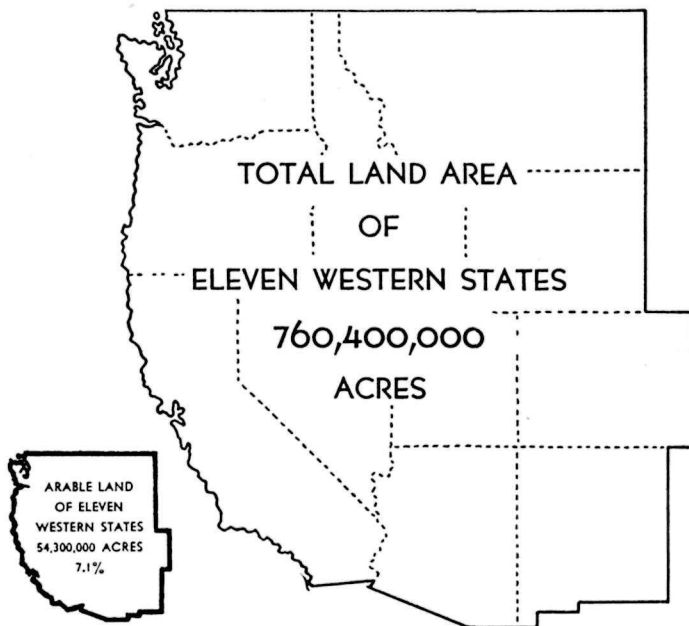 TOTAL LAND AREA
OF
ELEVEN WESTERN STATES
760,400,000
ACRES
ARABLE LAND
OF ELEVEN
WESTERN STATES
54,300,000 ACRES
7.1%